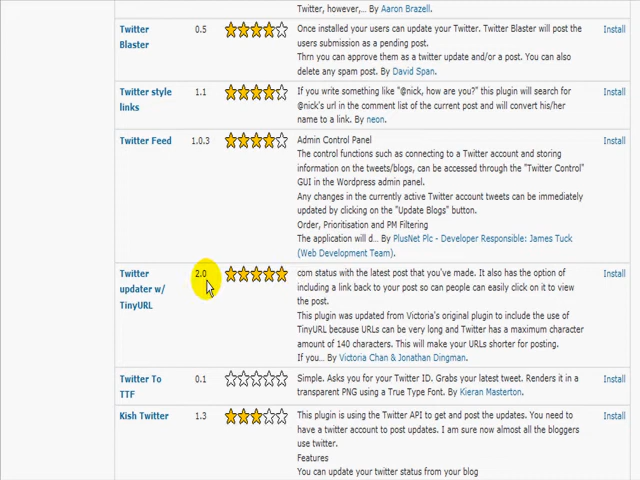 Twitter, however,... By Aaron Brazell.
Twitter Blaster 0.5 Once installed your users can update your Twitter. Twitter Blaster will post the Install
users submission as a pending post.
Thrn you can approve them as a twitter update and/or a post. You can also
delete any spam post. By David Span.
Twitter style links 1.1 If you write something like "@nick, how are you?" this plugin will search for Install
@nick's url in the comment list of the current post and will convert his/her
name to a link. By neon.
Twitter Feed 1.0.3 Admin Control Panel Install
The control functions such as connecting to a Twitter account and storing
information on the tweets/blogs, can be accessed through the "Twitter Control"
GUI in the Wordpress admin panel.
Any changes in the currently active Twitter account tweets can be immediately
updated by clicking on the "Update Blogs" button.
Order, Prioritisation and PM Filtering
The application will d... By PlusNet Plc - Developer Responsible: James Tuck
(Web Development Team).
Twitter updater w/ TinyURL 2.0 com status with the latest post that you've made. It also has the option of Install
including a link back to your post so can people can easily click on it to view
the post.
This plugin was updated from Victoria's original plugin to include the use of
TinyURL because URLs can be very long and Twitter has a maximum character
amount of 140 characters. This will make your URLs shorter for posting.
If you... By Victoria Chan & Jonathan Dingman.
Twitter To TTF 0.1 Simple. Asks you for your Twitter ID. Grabs your latest tweet. Renders it in a Install
transparent PNG using a True Type Font. By Kieran Masterton.
Kish Twitter 1.3 This plugin is using the Twitter API to get and post the updates. You need to Install
have a twitter account to post updates. I am sure now almost all the bloggers
use twitter.
Features
You can update your twitter status from your blog